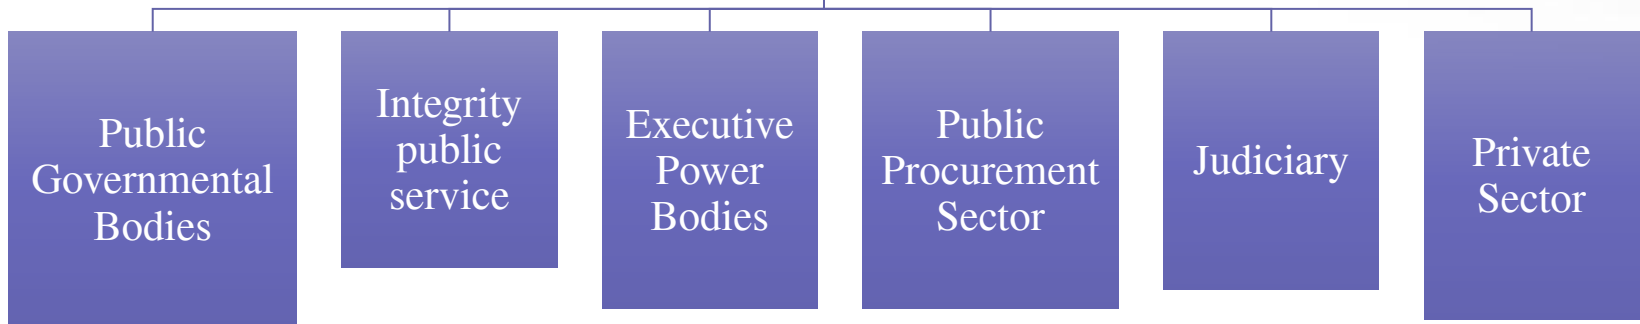 Public
Governmental
Bodies
Integrity
public
service
Executive
Power
Bodies
Public
Procurement
Sector
Judiciary
Private
Sector